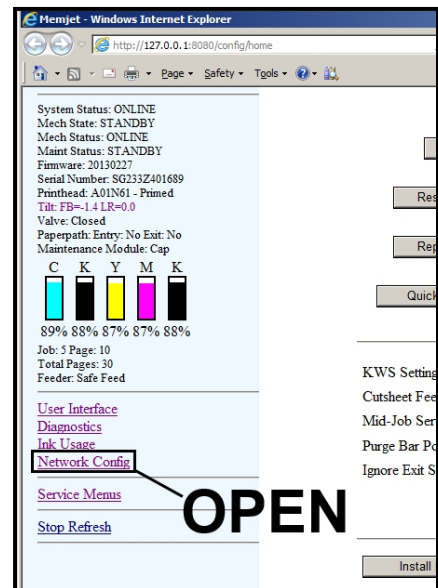 Memjet - Windows Internet Explorer
http://127.0.0.1:8080/config/home
Page Safety Tools
System Status: ONLINE
Mech State: STANDBY
Mech Status: ONLINE
Maint Status: STANDBY
Firmware: 20130227
Serial Number: SG233Z401689
Printhead: A01N61 - Primed
Tilt: FB=-1.4 LR=0.0
Valve: Closed
Paperpath: Entry: No Exit: No
Maintenance Module: Cap
C K Y M K
89% 88% 87% 87% 88%
Job: 5 Page: 10
Total Pages: 30
Feeder: Safe Feed
User Interface
Diagnostics
Ink Usage
Network Config
Service Menus
Stop Refresh
OPEN
Res
Rep
Quick
KWS Setting
Cutsheet Fee
Mid-Job Ser
Purge Bar Po
Ignore Exit S
Install